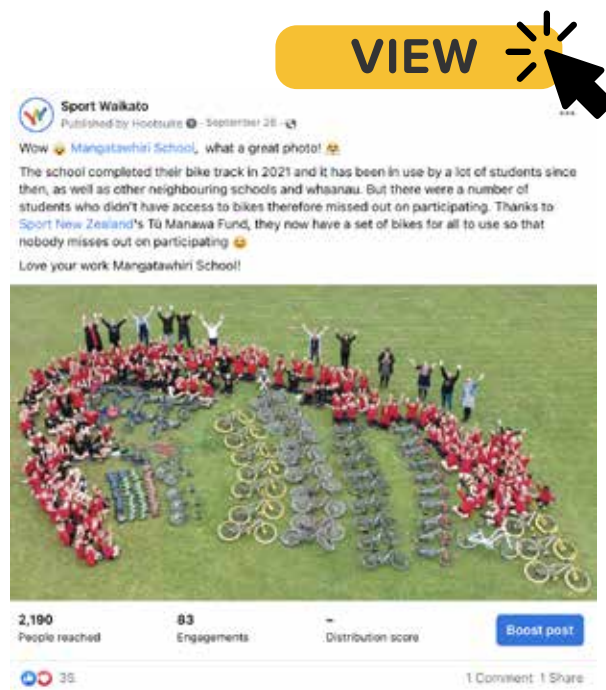 VIEW
Sport Waikato
Published by Hootsuite · September 28 ·
Wow Mangatawhiri School, what a great photo!
The school completed their bike track in 2021 and it has been in use by a lot of students since
then, as well as other neighbouring schools and whaanau. But there were a number of
students who didn't have access to bikes therefore missed out on participating. Thanks to
Sport New Zealand's Tū Manawa Fund, they now have a set of bikes for all to use so that
nobody misses out on participating
Love your work Mangatawhiri School!
2,190 83 -
People reached Engagements Distribution score
Boost post
35 1 Comment 1 Share